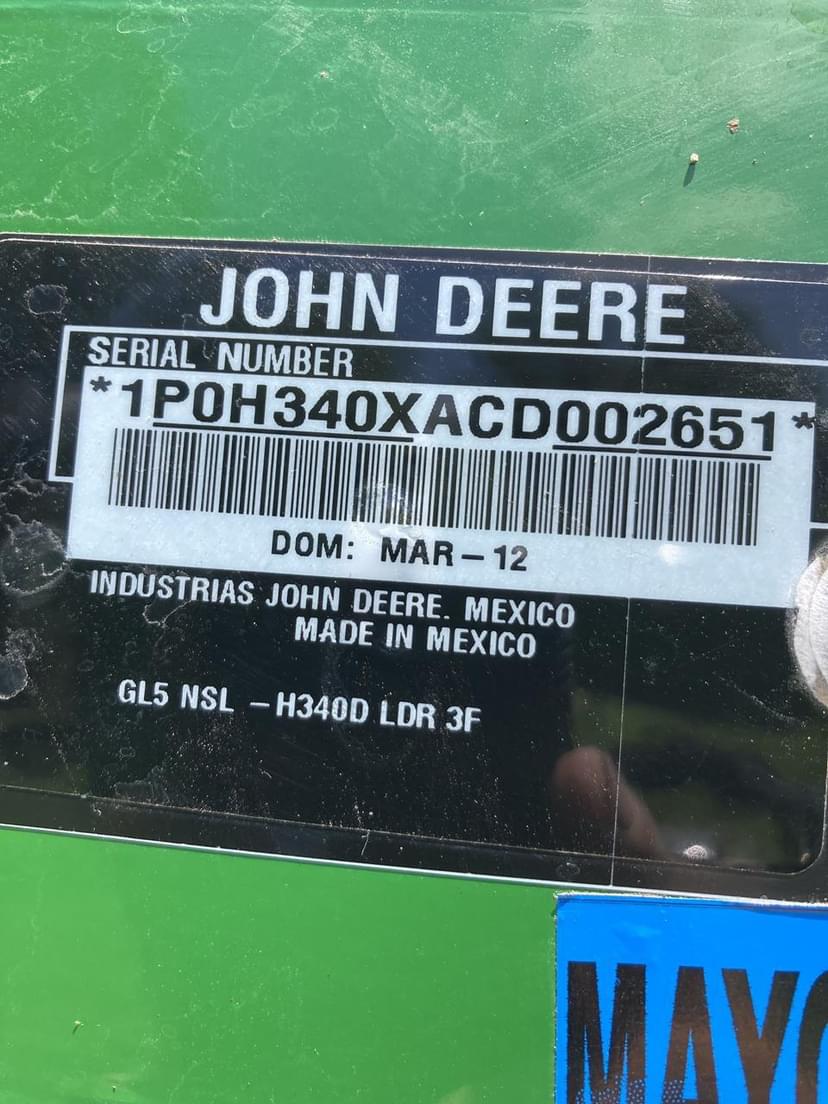 JOHN DEERE
SERIAL NUMBER
*1P0H340XACD002651*
DOM: MAR-12
INDUSTRIAS JOHN DEERE. MEXICO
MADE IN MEXICO
GL5 NSL - H340D LDR 3F